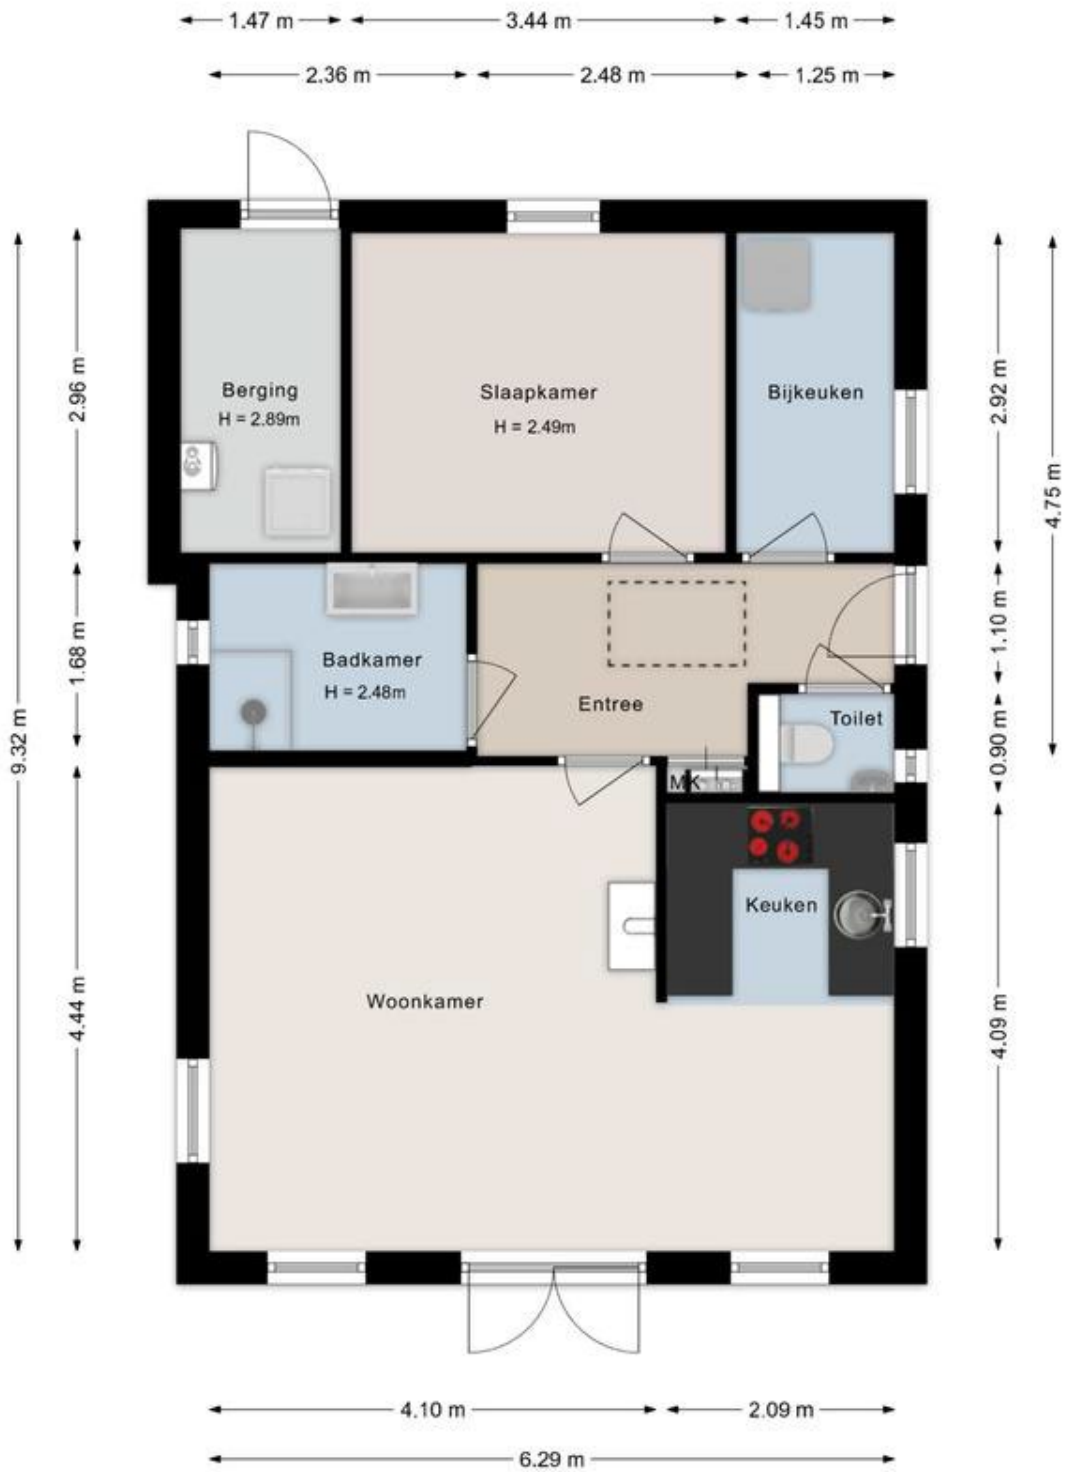 1.47 m
3.44 m
1.45 m
2.36 m
2.48 m
1.25 m
Berging
H = 2.89m
Slaapkamer
H = 2.49m
Bijkeuken
2.96 m
2.92 m
4.75 m
Badkamer
H = 2.48m
Entree
Toilet
MK
1.68 m
1.10 m
0.90 m
9.32 m
Keuken
Woonkamer
4.44 m
4.09 m
4.10 m
2.09 m
6.29 m